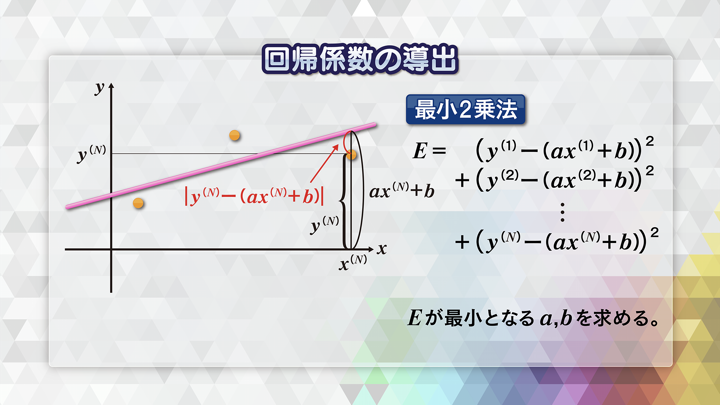 回帰係数の導出
最小2乗法
y
y⁽ᴺ⁾
|y⁽ᴺ⁾−(ax⁽ᴺ⁾+b)|
y⁽ᴺ⁾
ax⁽ᴺ⁾+b
x⁽ᴺ⁾
x
E= (y⁽¹⁾−(ax⁽¹⁾+b))²
+(y⁽²⁾−(ax⁽²⁾+b))²
⋮
+(y⁽ᴺ⁾−(ax⁽ᴺ⁾+b))²
Eが最小となるa,bを求める。